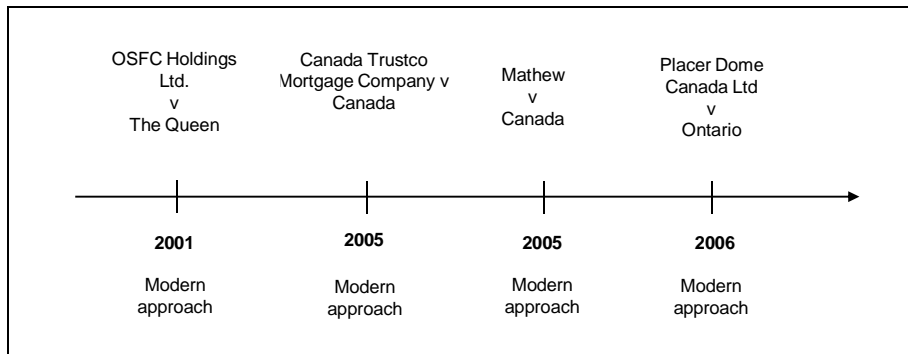 OSFC Holdings
Ltd.
v
The Queen
Canada Trustco
Mortgage Company v
Canada
Mathew
v
Canada
Placer Dome
Canada Ltd
v
Ontario
2001
2005
2005
2006
Modern
approach
Modern
approach
Modern
approach
Modern
approach